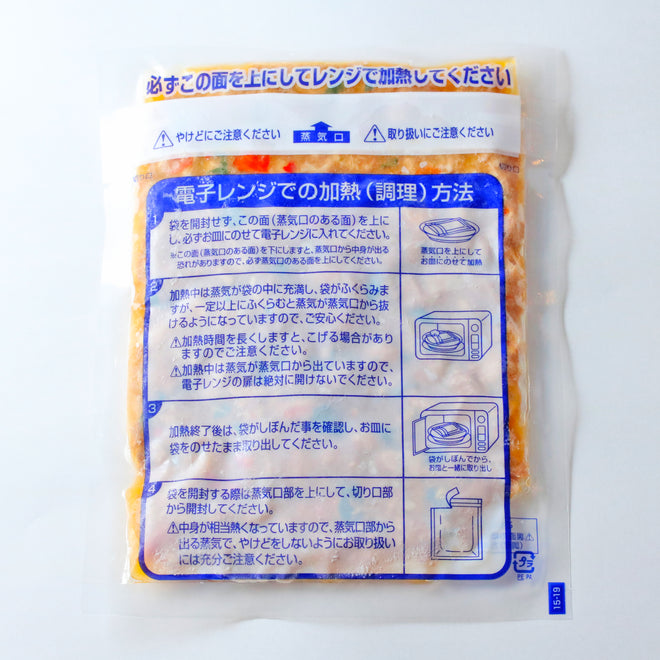 必ずこの面を上にしてレンジで加熱してください
⚠やけどにご注意ください
蒸気口
⚠取り扱いにご注意ください
切り口
切り口
電子レンジでの加熱（調理）方法
1
袋を開封せず、この面（蒸気口のある面）を上に
し、必ずお皿にのせて電子レンジに入れてください。
※この面（蒸気口のある面）を下にしますと、蒸気口から中身が出る
恐れがありますので、必ず蒸気口のある面を上にしてください。
蒸気口を上にして
お皿にのせて加熱
2
加熱中は蒸気が袋の中に充満し、袋がふくらみま
すが、一定以上にふくらむと蒸気が蒸気口から抜
けるようになっていますので、ご安心ください。
⚠加熱時間を長くしますと、こげる場合があり
ますのでご注意ください。
⚠加熱中は蒸気口から出ていますので、
電子レンジの扉は絶対に開けないでください。
3
加熱終了後は、袋がしぼんだ事を確認し、お皿に
袋をのせたまま取り出してください。
袋がしぼんでから、
お皿と一緒に取り出し
4
袋を開封する際は蒸気口部を上にして、切り口部
から開封してください。
⚠中身が相当熱くなっていますので、蒸気口部から
出る蒸気で、やけどをしないようにお取り扱い
には充分ご注意ください。
プラ
PE,PA
15-19